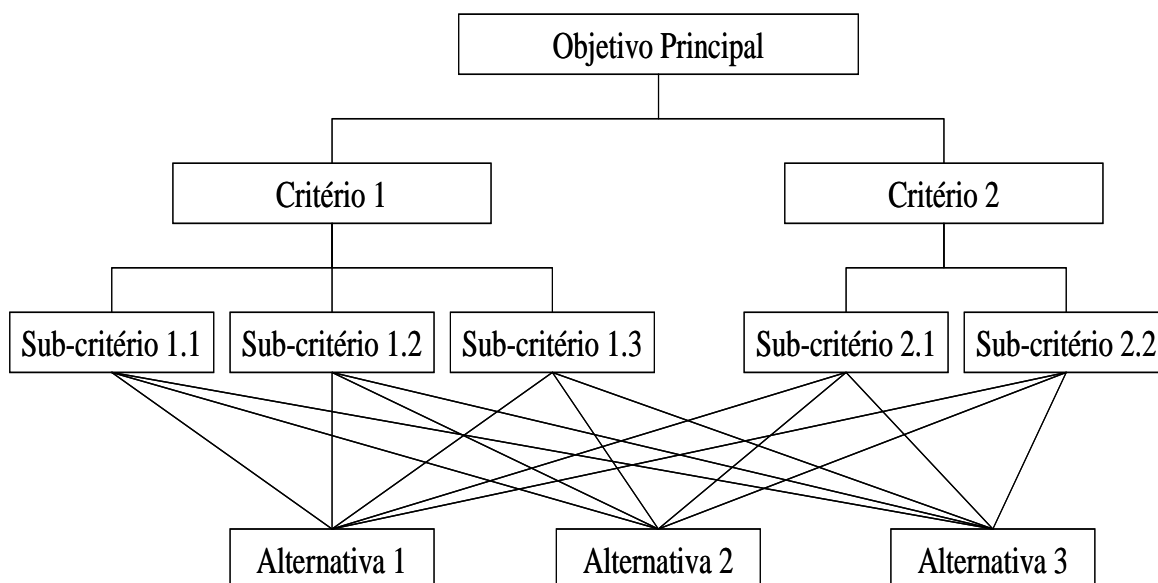 Objetivo Principal
Critério 1
Critério 2
Sub-critério 1.1
Sub-critério 1.2
Sub-critério 1.3
Sub-critério 2.1
Sub-critério 2.2
Alternativa 1
Alternativa 2
Alternativa 3